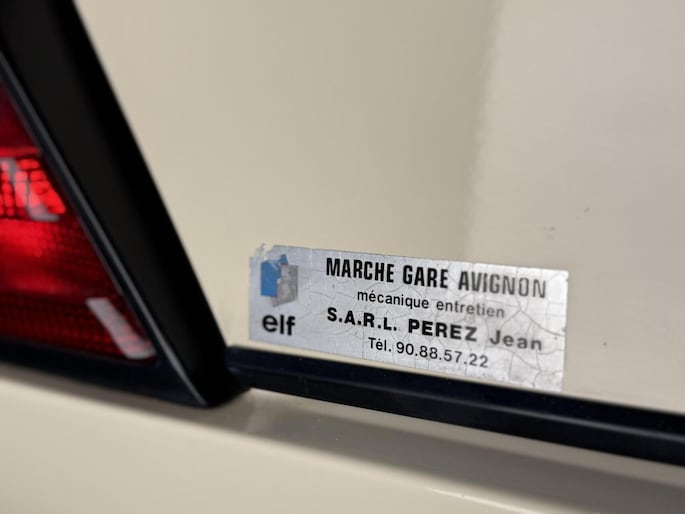 MARCHE GARE AVIGNON
mécanique entretien
S.A.R.L. PEREZ Jean
Tél. 90.88.57.22
elf